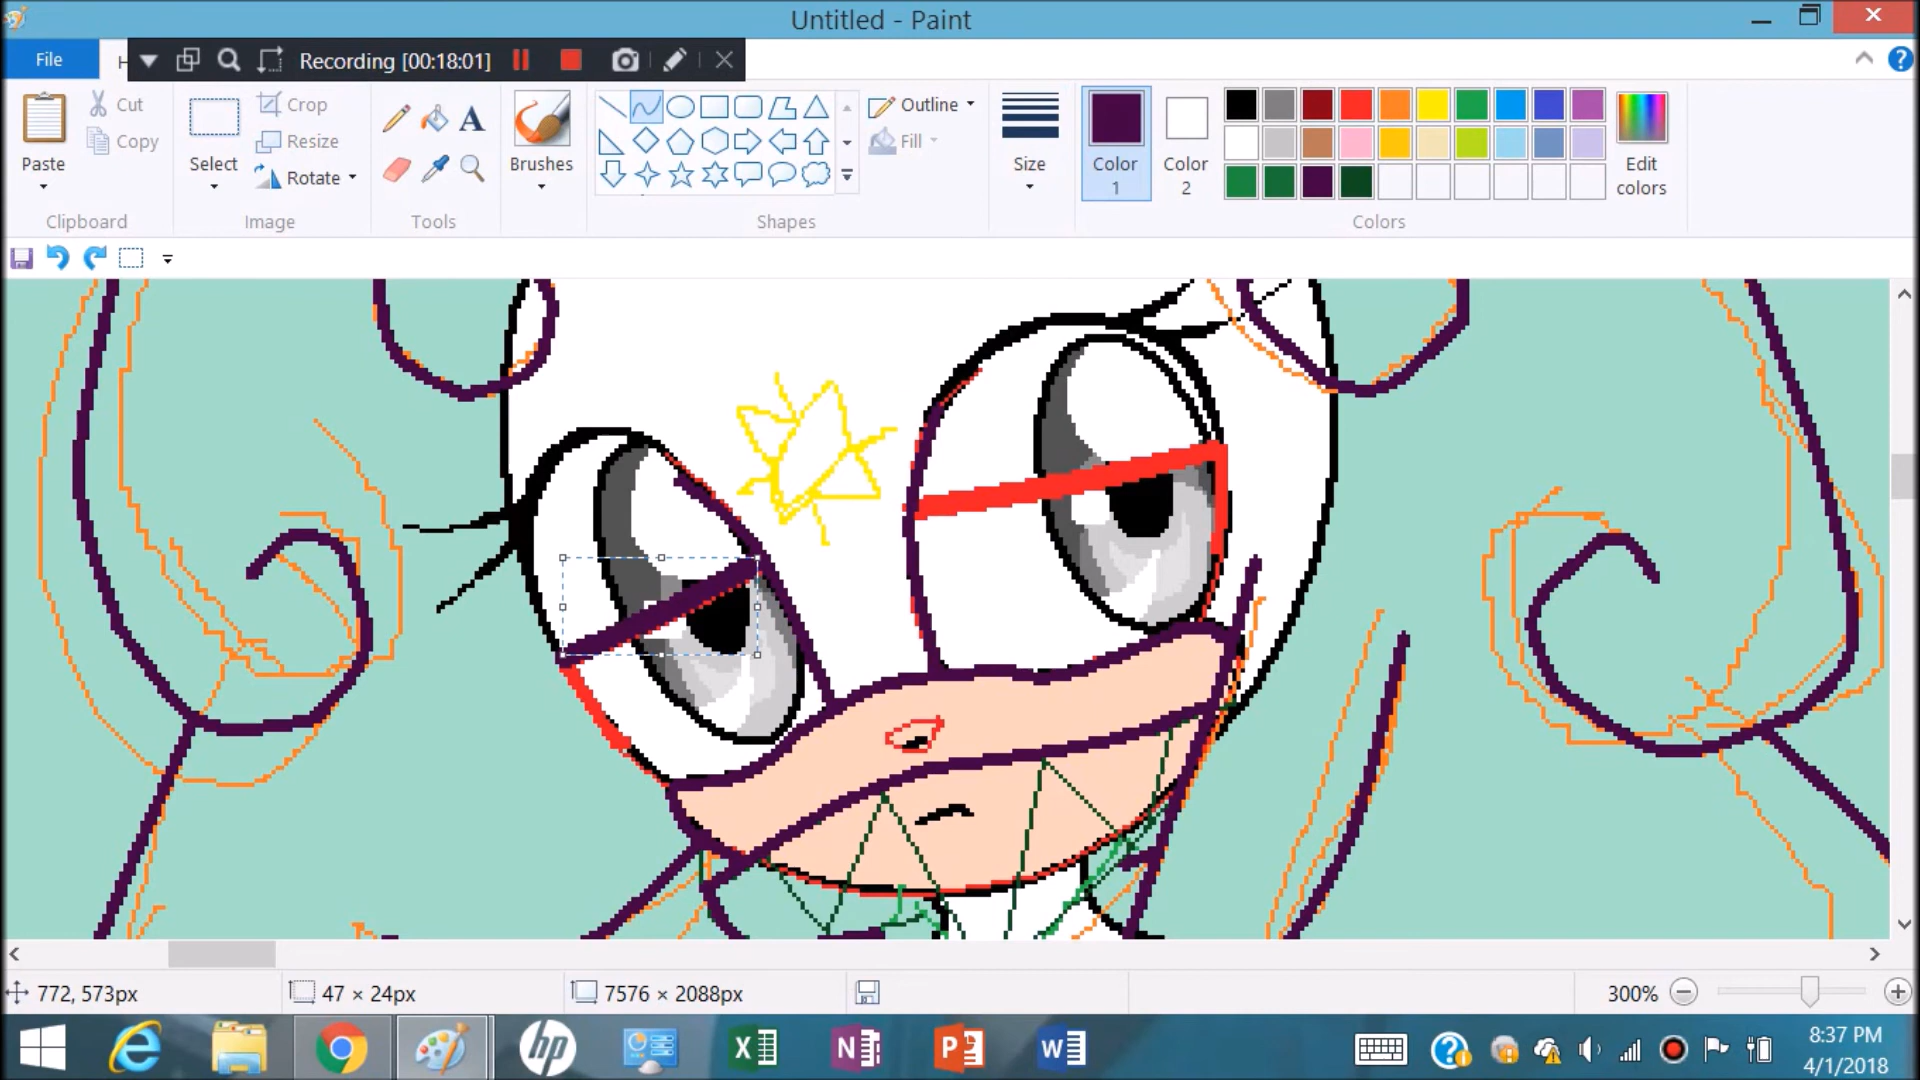 Untitled - Paint
File
H
Recording [00:18:01]
Paste
Cut
Copy
Clipboard
Select
Crop
Resize
Rotate
Image
A
Tools
Brushes
Outline
Fill
Shapes
Size
Color
1
Color
2
Edit
colors
Colors
772, 573px
47 × 24px
7576 × 2088px
300%
hp
X
N
P
W
8:37 PM
4/1/2018